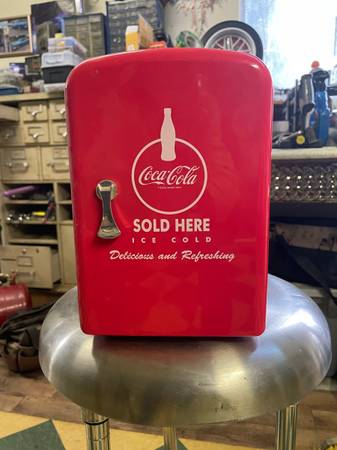 Coca-Cola
SOLD HERE
ICE COLD
Delicious and Refreshing